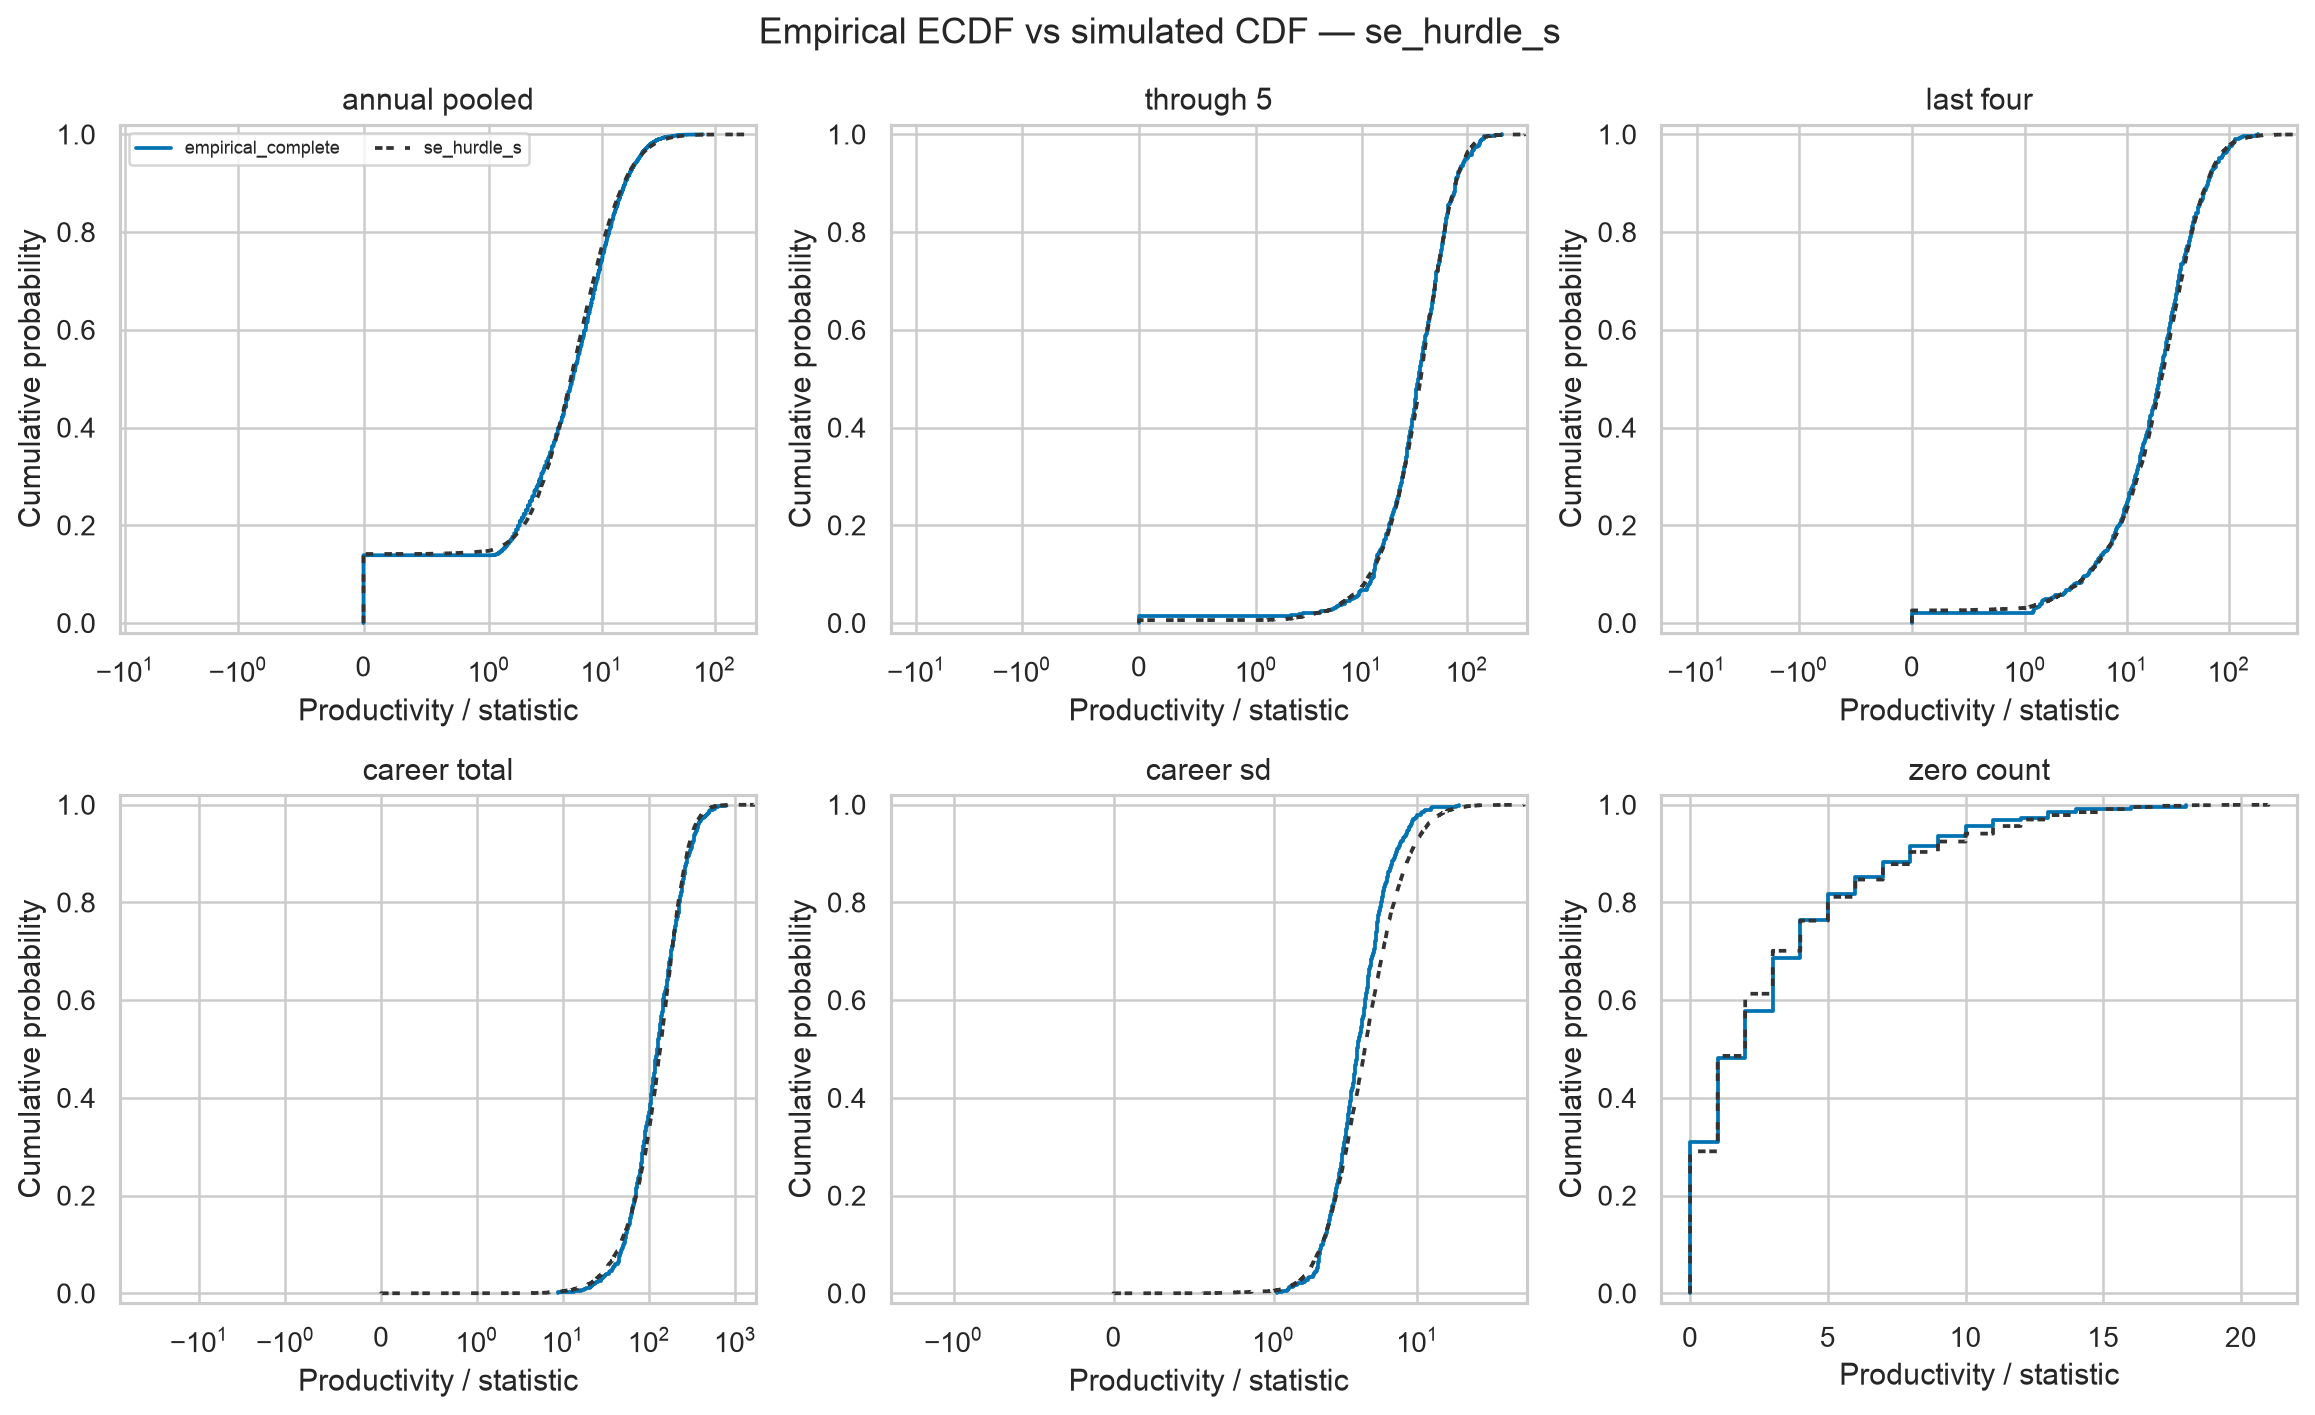 Empirical ECDF vs simulated CDF — se_hurdle_s
annual pooled
empirical_complete se_hurdle_s
Cumulative probability
1.0
0.8
0.6
0.4
0.2
0.0
−10¹ −10⁰ 0 10⁰ 10¹ 10²
Productivity / statistic
through 5
Cumulative probability
1.0
0.8
0.6
0.4
0.2
0.0
−10¹ −10⁰ 0 10⁰ 10¹ 10²
Productivity / statistic
last four
Cumulative probability
1.0
0.8
0.6
0.4
0.2
0.0
−10¹ −10⁰ 0 10⁰ 10¹ 10²
Productivity / statistic
career total
Cumulative probability
1.0
0.8
0.6
0.4
0.2
0.0
−10¹ −10⁰ 0 10⁰ 10¹ 10² 10³
Productivity / statistic
career sd
Cumulative probability
1.0
0.8
0.6
0.4
0.2
0.0
−10⁰ 0 10⁰ 10¹
Productivity / statistic
zero count
Cumulative probability
1.0
0.8
0.6
0.4
0.2
0.0
0 5 10 15 20
Productivity / statistic